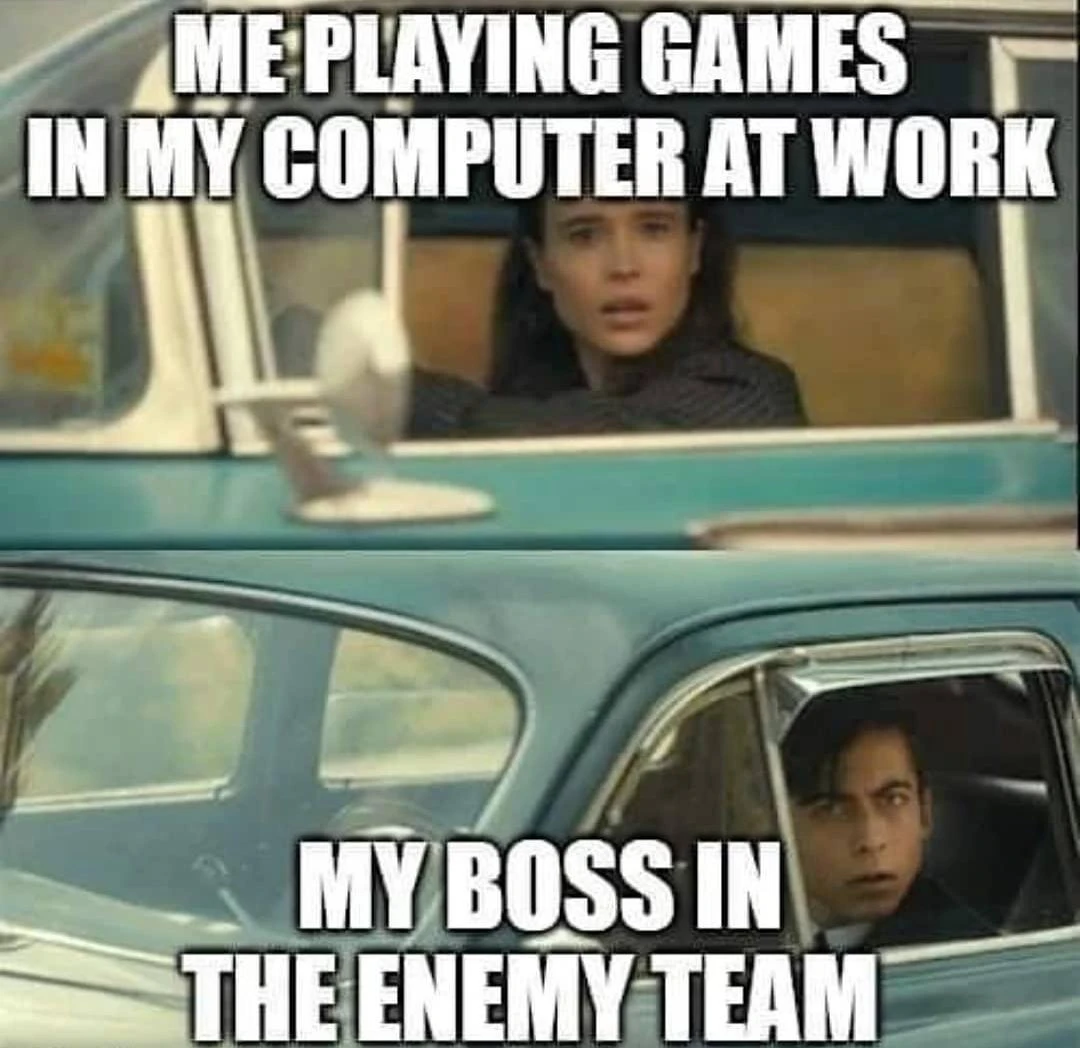 ME PLAYING GAMES
IN MY COMPUTER AT WORK
MY BOSS IN
THE ENEMY TEAM